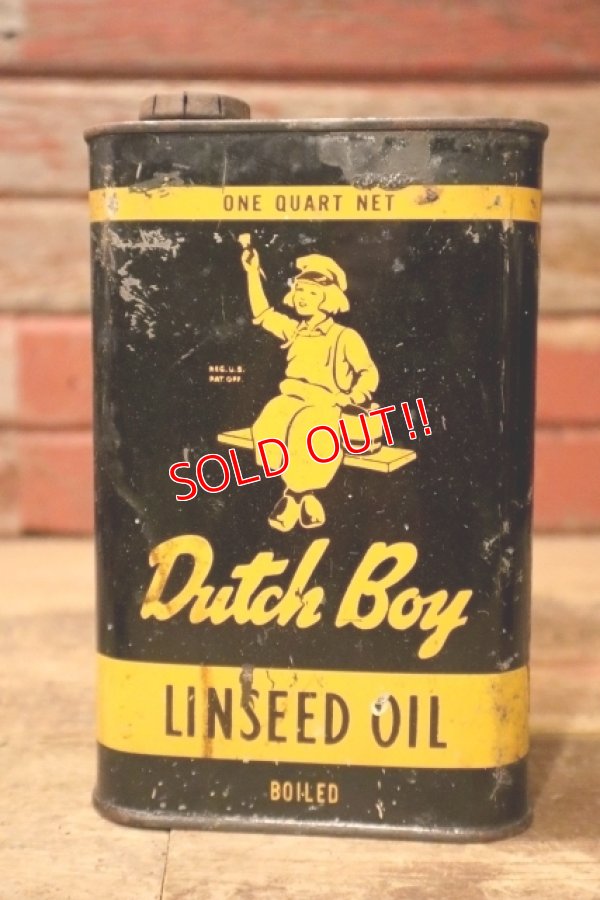 ONE QUART NET
REG. U.S.
PAT OFF.
SOLD OUT!!
Dutch Boy
LINSEED OIL
BOILED